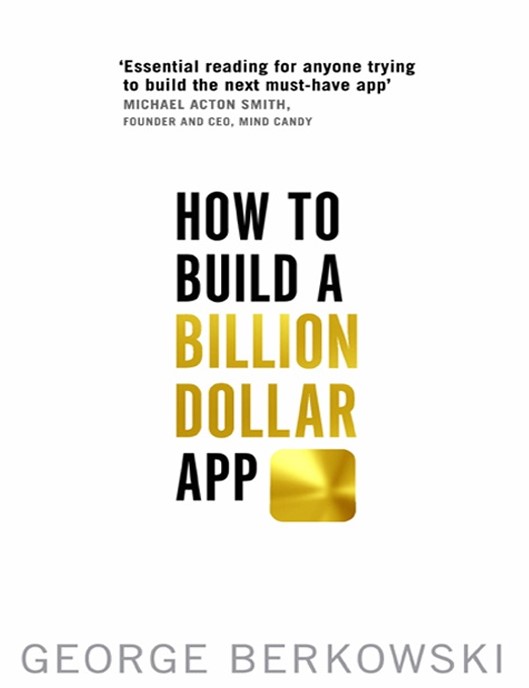 ‘Essential reading for anyone trying
to build the next must-have app’
MICHAEL ACTON SMITH,
FOUNDER AND CEO, MIND CANDY
HOW TO
BUILD A
BILLION
DOLLAR
APP
GEORGE BERKOWSKI